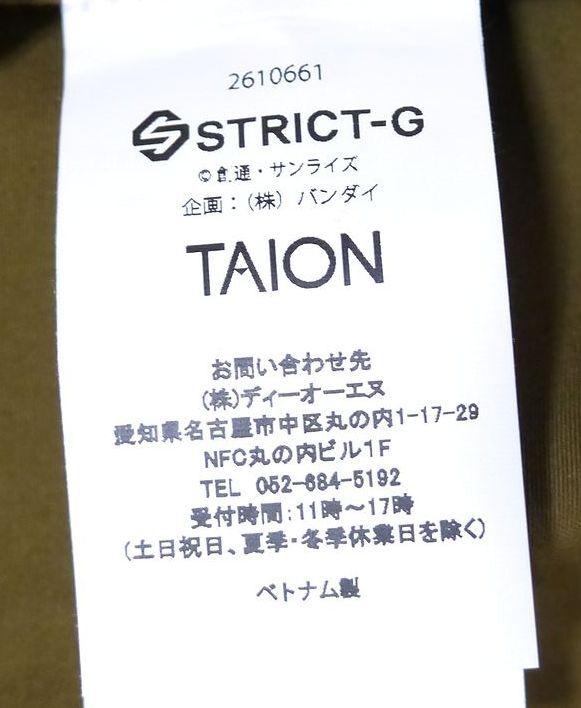 2610661
STRICT-G
©創通・サンライズ
企画:(株) バンダイ
TAION
お問い合わせ先
(株)ディーオーエヌ
愛知県名古屋市中区丸の内1-17-29
NFC丸の内ビル1F
TEL 052-684-5192
受付時間:11時～17時
(土日祝日、夏季・冬季休業日を除く)
ベトナム製